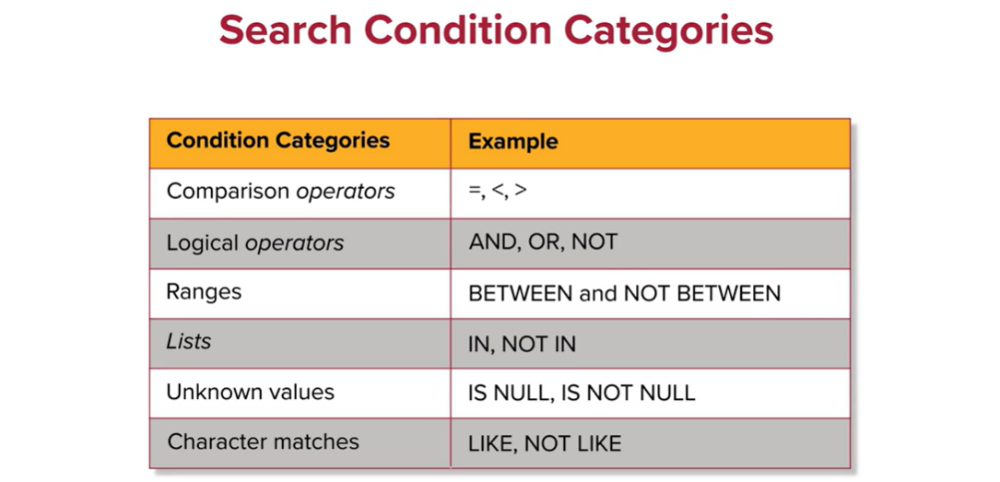 Search Condition Categories
Condition Categories Example
Comparison operators =, <, >
Logical operators AND, OR, NOT
Ranges BETWEEN and NOT BETWEEN
Lists IN, NOT IN
Unknown values IS NULL, IS NOT NULL
Character matches LIKE, NOT LIKE